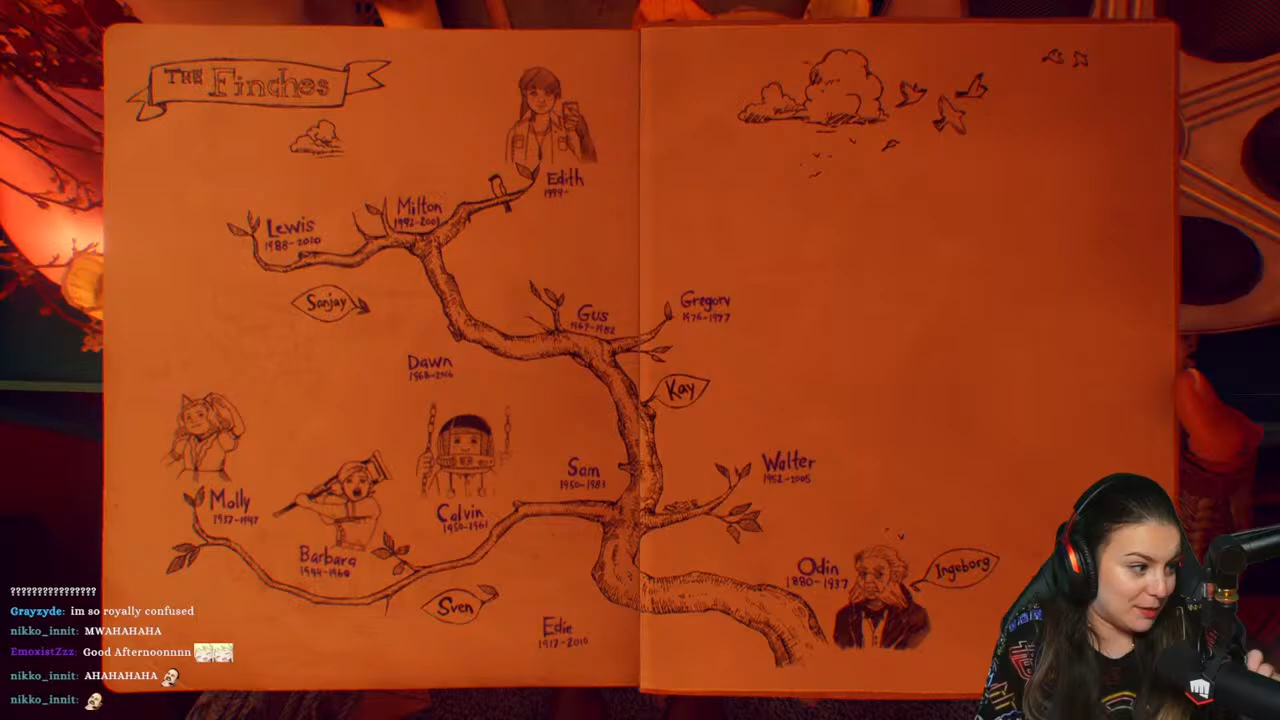 THE Finches
Edith
1999-
Milton
1992-2003
Lewis
1988-2010
Sanjay
Gus
1969-1982
Gregory
1976-1977
Dawn
1968-2016
Kay
Sam
1950-1983
Walter
1952-2005
Molly
1937-1947
Calvin
1950-1961
Barbara
1944-1960
Odin
1880-1937
Ingeborg
Sven
Edie
1917-2010
????????????????
Grayzyde: im so royally confused
nikko_innit: MWAHAHAHA
EmoxistZzz: Good Afternoonnnn
nikko_innit: AHAHAHAHA
nikko_innit: